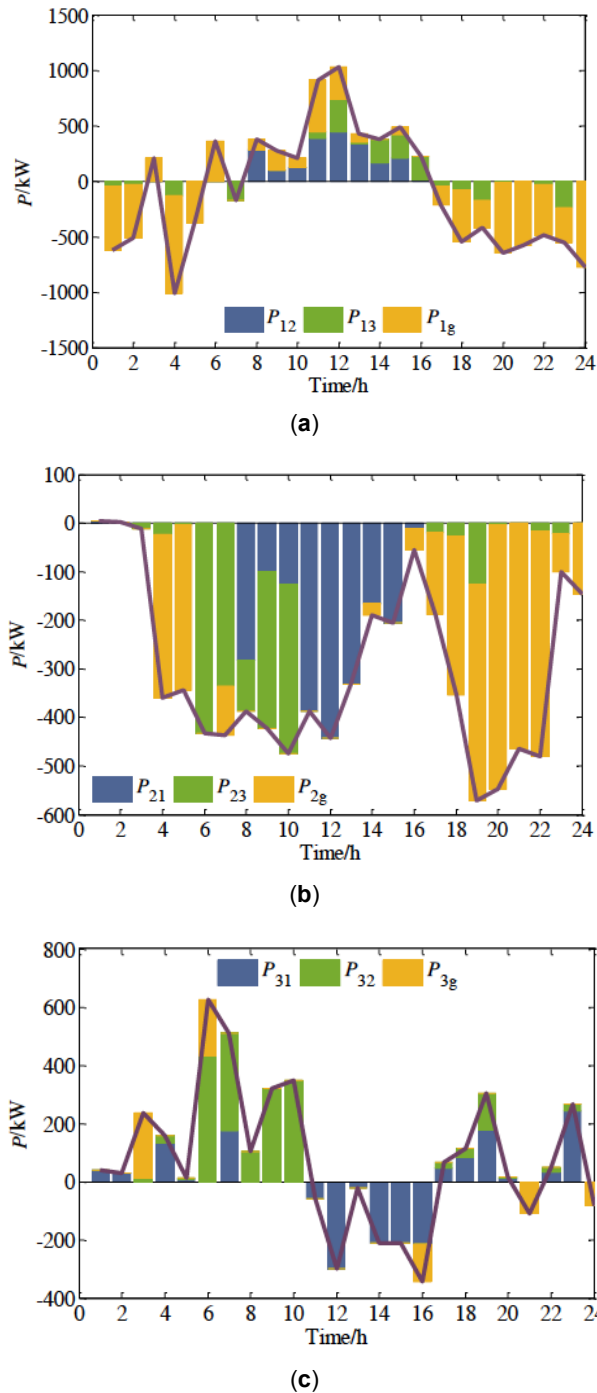 1500
1000
500
0
-500
-1000
-1500
P/kW
P12 P13 P1g
0 2 4 6 8 10 12 14 16 18 20 22 24
Time/h
(a)
100
0
-100
-200
-300
-400
-500
-600
P/kW
P21 P23 P2g
0 2 4 6 8 10 12 14 16 18 20 22 24
Time/h
(b)
800
600
400
200
0
-200
-400
P/kW
P31 P32 P3g
0 2 4 6 8 10 12 14 16 18 20 22 24
Time/h
(c)